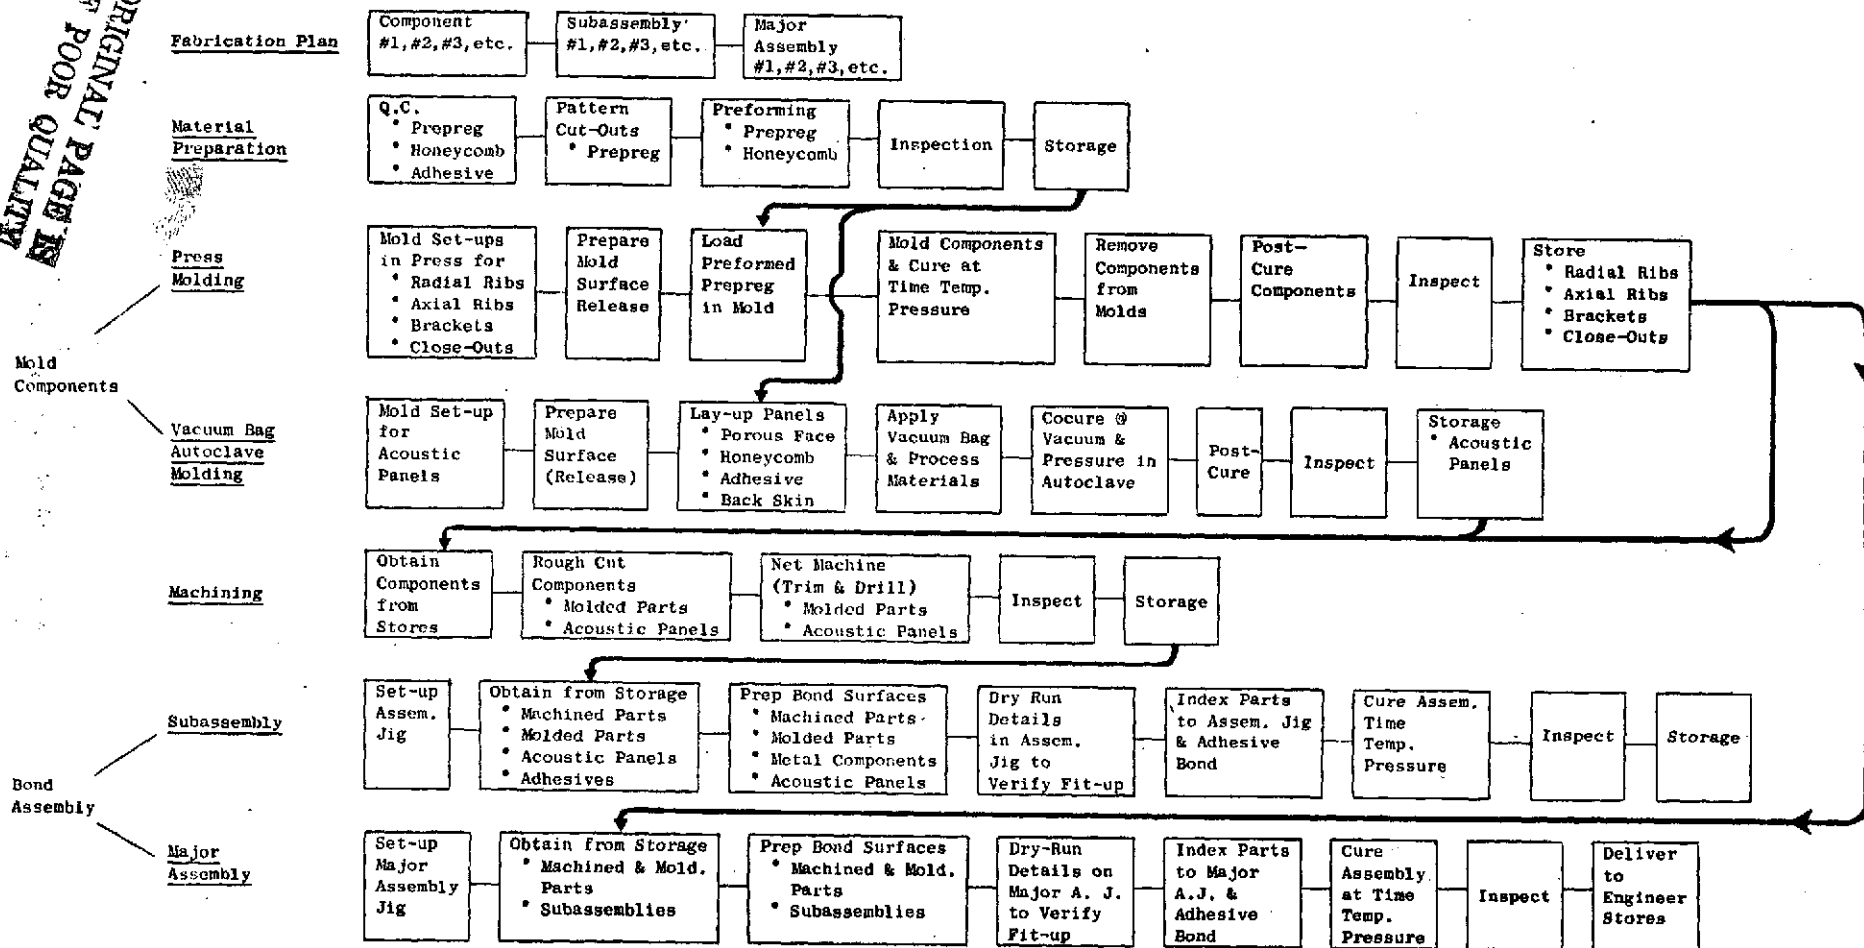 ORIGINAL PAGE IS
OF POOR QUALITY
Fabrication Plan
Component
#1,#2,#3,etc.
Subassembly
#1,#2,#3,etc.
Major
Assembly
#1,#2,#3,etc.
Material
Preparation
Q.C.
• Prepreg
• Honeycomb
• Adhesive
Pattern
Cut-Outs
• Prepreg
Preforming
• Prepreg
• Honeycomb
Inspection
Storage
Mold
Components
Press
Molding
Mold Set-ups
in Press for
• Radial Ribs
• Axial Ribs
• Brackets
• Close-Outs
Prepare
Mold
Surface
Release
Load
Preformed
Prepreg
in Mold
Mold Components
& Cure at
Time Temp.
Pressure
Remove
Components
from
Molds
Post-
Cure
Components
Inspect
Store
• Radial Ribs
• Axial Ribs
• Brackets
• Close-Outs
Vacuum Bag
Autoclave
Molding
Mold Set-up
for
Acoustic
Panels
Prepare
Mold
Surface
(Release)
Lay-up Panels
• Porous Face
• Honeycomb
• Adhesive
• Back Skin
Apply
Vacuum Bag
& Process
Materials
Cocure @
Vacuum &
Pressure in
Autoclave
Post-
Cure
Inspect
Storage
• Acoustic
Panels
Machining
Obtain
Components
from
Stores
Rough Cut
Components
• Molded Parts
• Acoustic Panels
Net Machine
(Trim & Drill)
• Molded Parts
• Acoustic Panels
Inspect
Storage
Bond
Assembly
Subassembly
Set-up
Assem.
Jig
Obtain from Storage
• Machined Parts
• Molded Parts
• Acoustic Panels
• Adhesives
Prep Bond Surfaces
• Machined Parts
• Molded Parts
• Metal Components
• Acoustic Panels
Dry Run
Details
in Assem.
Jig to
Verify Fit-up
Index Parts
to Assem. Jig
& Adhesive
Bond
Cure Assem.
Time
Temp.
Pressure
Inspect
Storage
Major
Assembly
Set-up
Major
Assembly
Jig
Obtain from Storage
• Machined & Mold.
Parts
• Subassemblies
Prep Bond Surfaces
• Machined & Mold.
Parts
• Subassemblies
Dry-Run
Details on
Major A. J.
to Verify
Fit-up
Index Parts
to Major
A.J. &
Adhesive
Bond
Cure
Assembly
at Time
Temp.
Pressure
Inspect
Deliver
to
Engineer
Stores